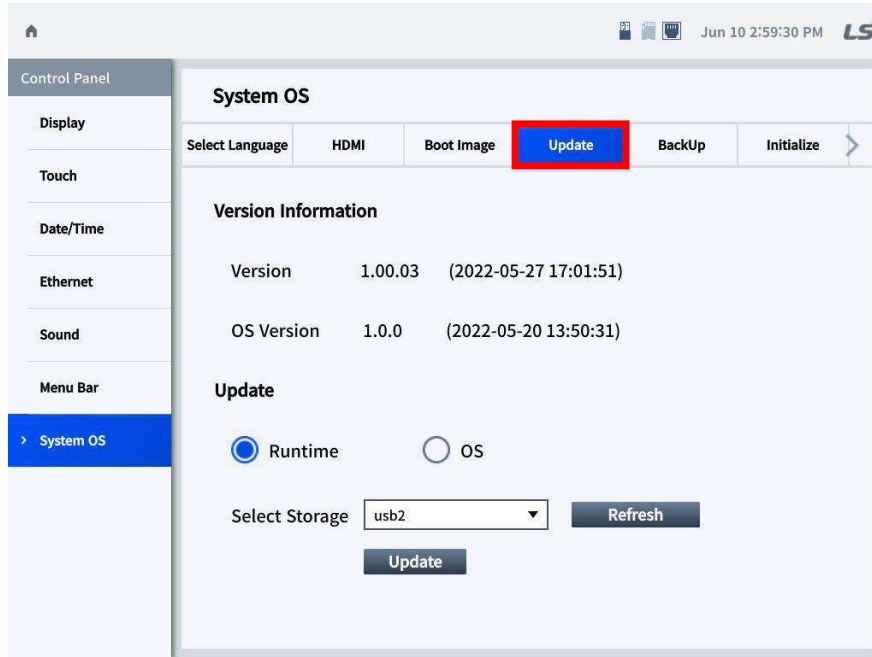 Jun 10 2:59:30 PM LS
Control Panel
Display
Touch
Date/Time
Ethernet
Sound
Menu Bar
> System OS
System OS
Select Language HDMI Boot Image Update BackUp Initialize >
Version Information
Version 1.00.03 (2022-05-27 17:01:51)
OS Version 1.0.0 (2022-05-20 13:50:31)
Update
Runtime OS
Select Storage usb2 Refresh
Update